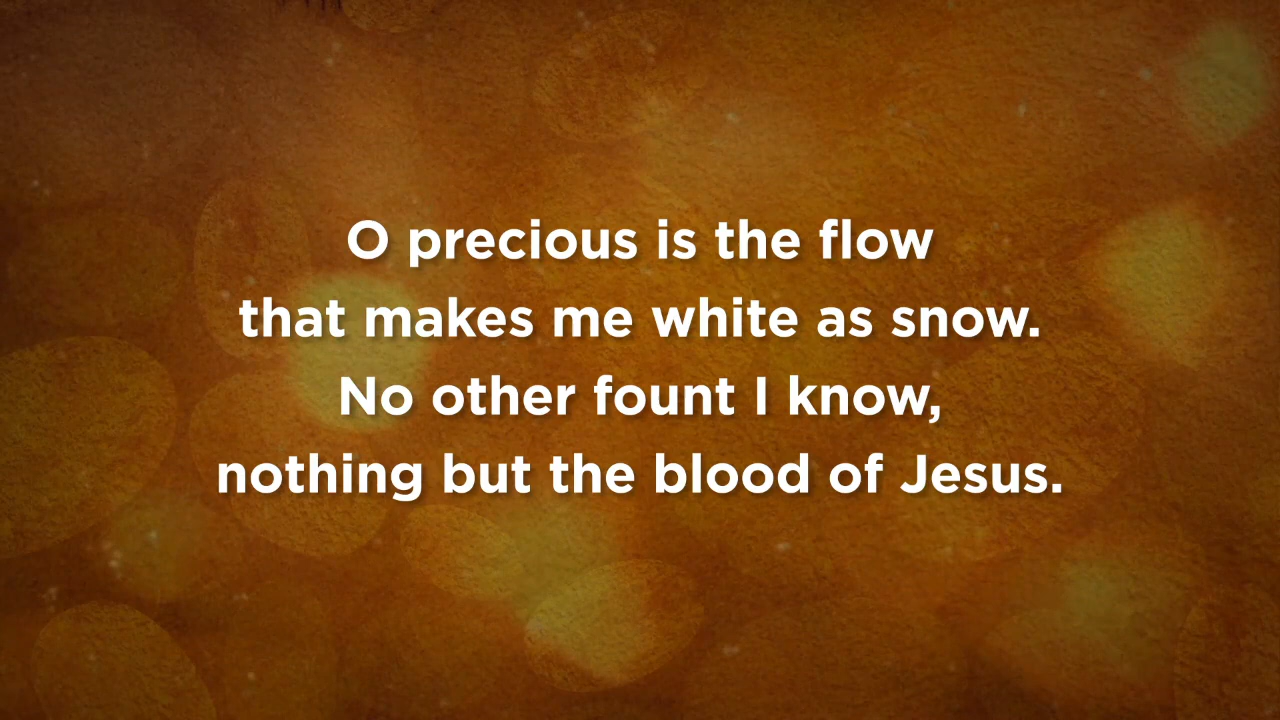 O precious is the flow
that makes me white as snow.
No other fount I know,
nothing but the blood of Jesus.